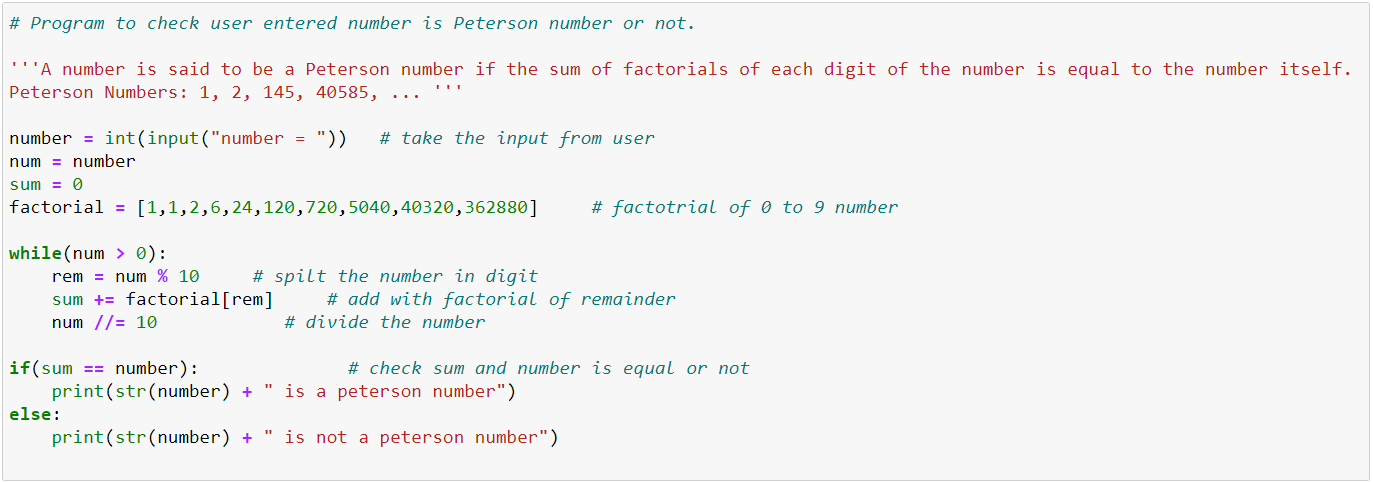 # Program to check user entered number is Peterson number or not.
'''A number is said to be a Peterson number if the sum of factorials of each digit of the number is equal to the number itself.
Peterson Numbers: 1, 2, 145, 40585, ... '''
number = int(input("number = "))   # take the input from user
num = number
sum = 0
factorial = [1,1,2,6,24,120,720,5040,40320,362880]     # factotrial of 0 to 9 number
while(num > 0):
    rem = num % 10     # spilt the number in digit
    sum += factorial[rem]     # add with factorial of remainder
    num //= 10            # divide the number
if(sum == number):              # check sum and number is equal or not
    print(str(number) + " is a peterson number")
else:
    print(str(number) + " is not a peterson number")